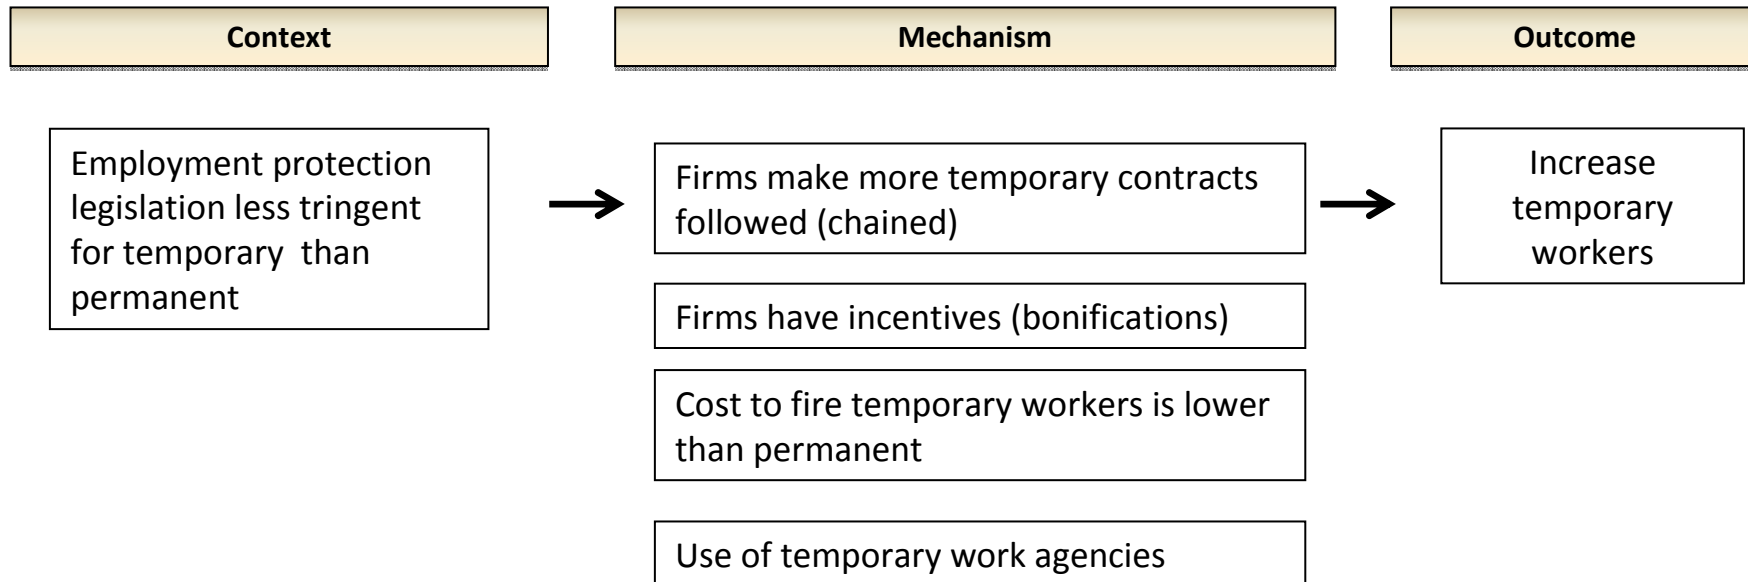 Context
Mechanism
Outcome
Employment protection
legislation less tringent
for temporary  than
permanent
Firms make more temporary contracts
followed (chained)
Firms have incentives (bonifications)
Cost to fire temporary workers is lower
than permanent
Use of temporary work agencies
Increase
temporary
workers